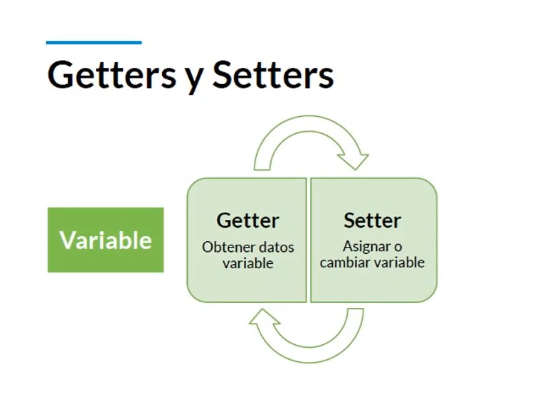 Getters y Setters
Variable
Getter
Obtener datos
variable
Setter
Asignar o
cambiar variable